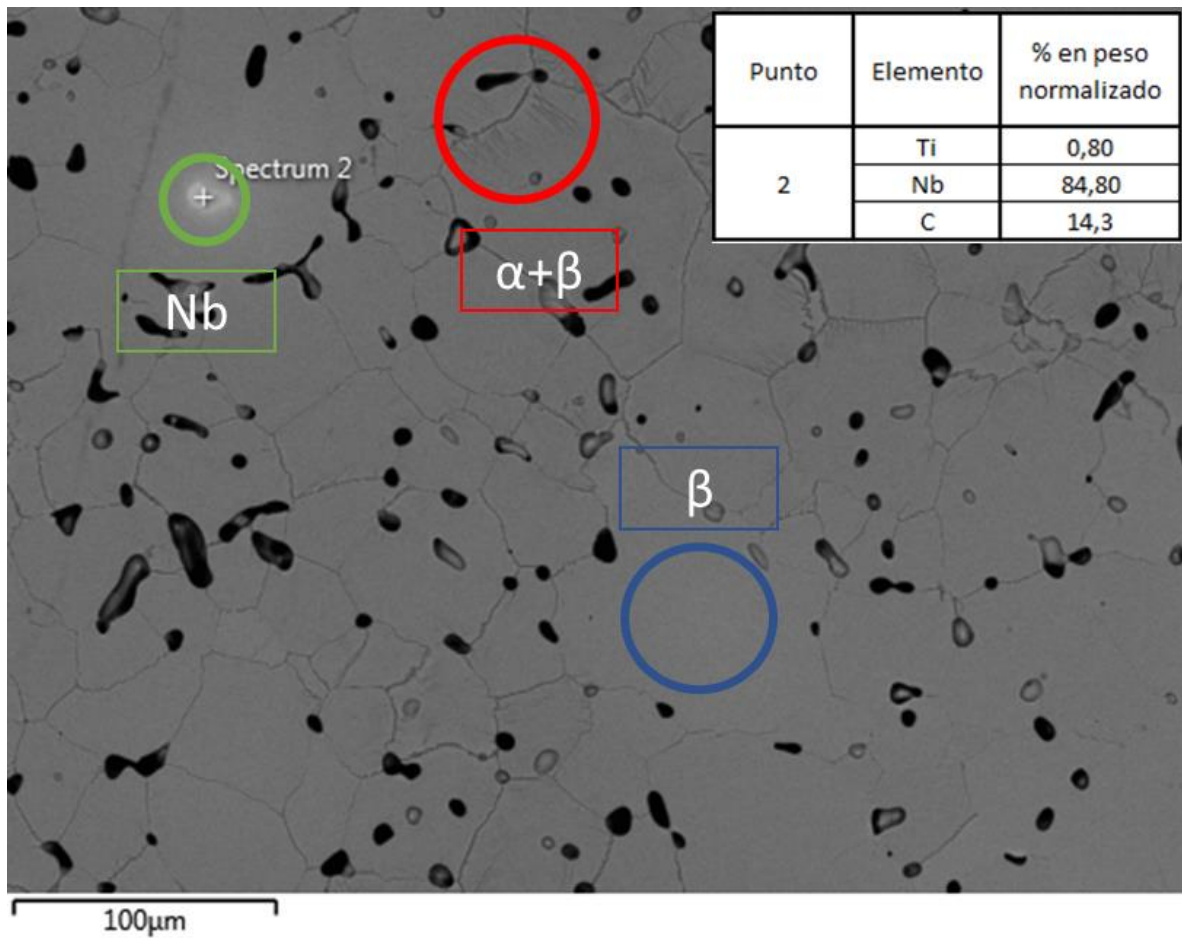 Punto Elemento % en peso normalizado
2 Ti 0,80
Nb 84,80
C 14,3
Spectrum 2
α+β
Nb
β
100μm